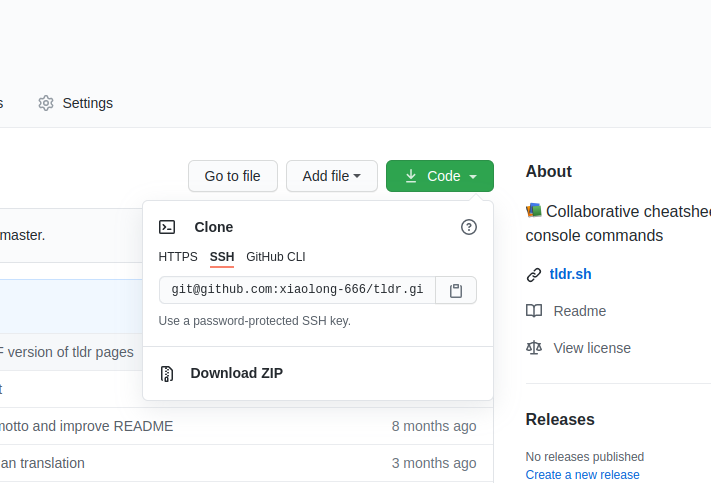 Settings
Go to file
Add file
Code
About
master.
Clone
Collaborative
console commands
HTTPS SSH GitHub CLI
git@github.com:xiaolong-666/tldr.gi
tldr.sh
Use a password-protected SSH key.
Readme
version of tldr pages
View license
Download ZIP
motto and improve README
8 months ago
Releases
translation
3 months ago
No releases published
Create a new release